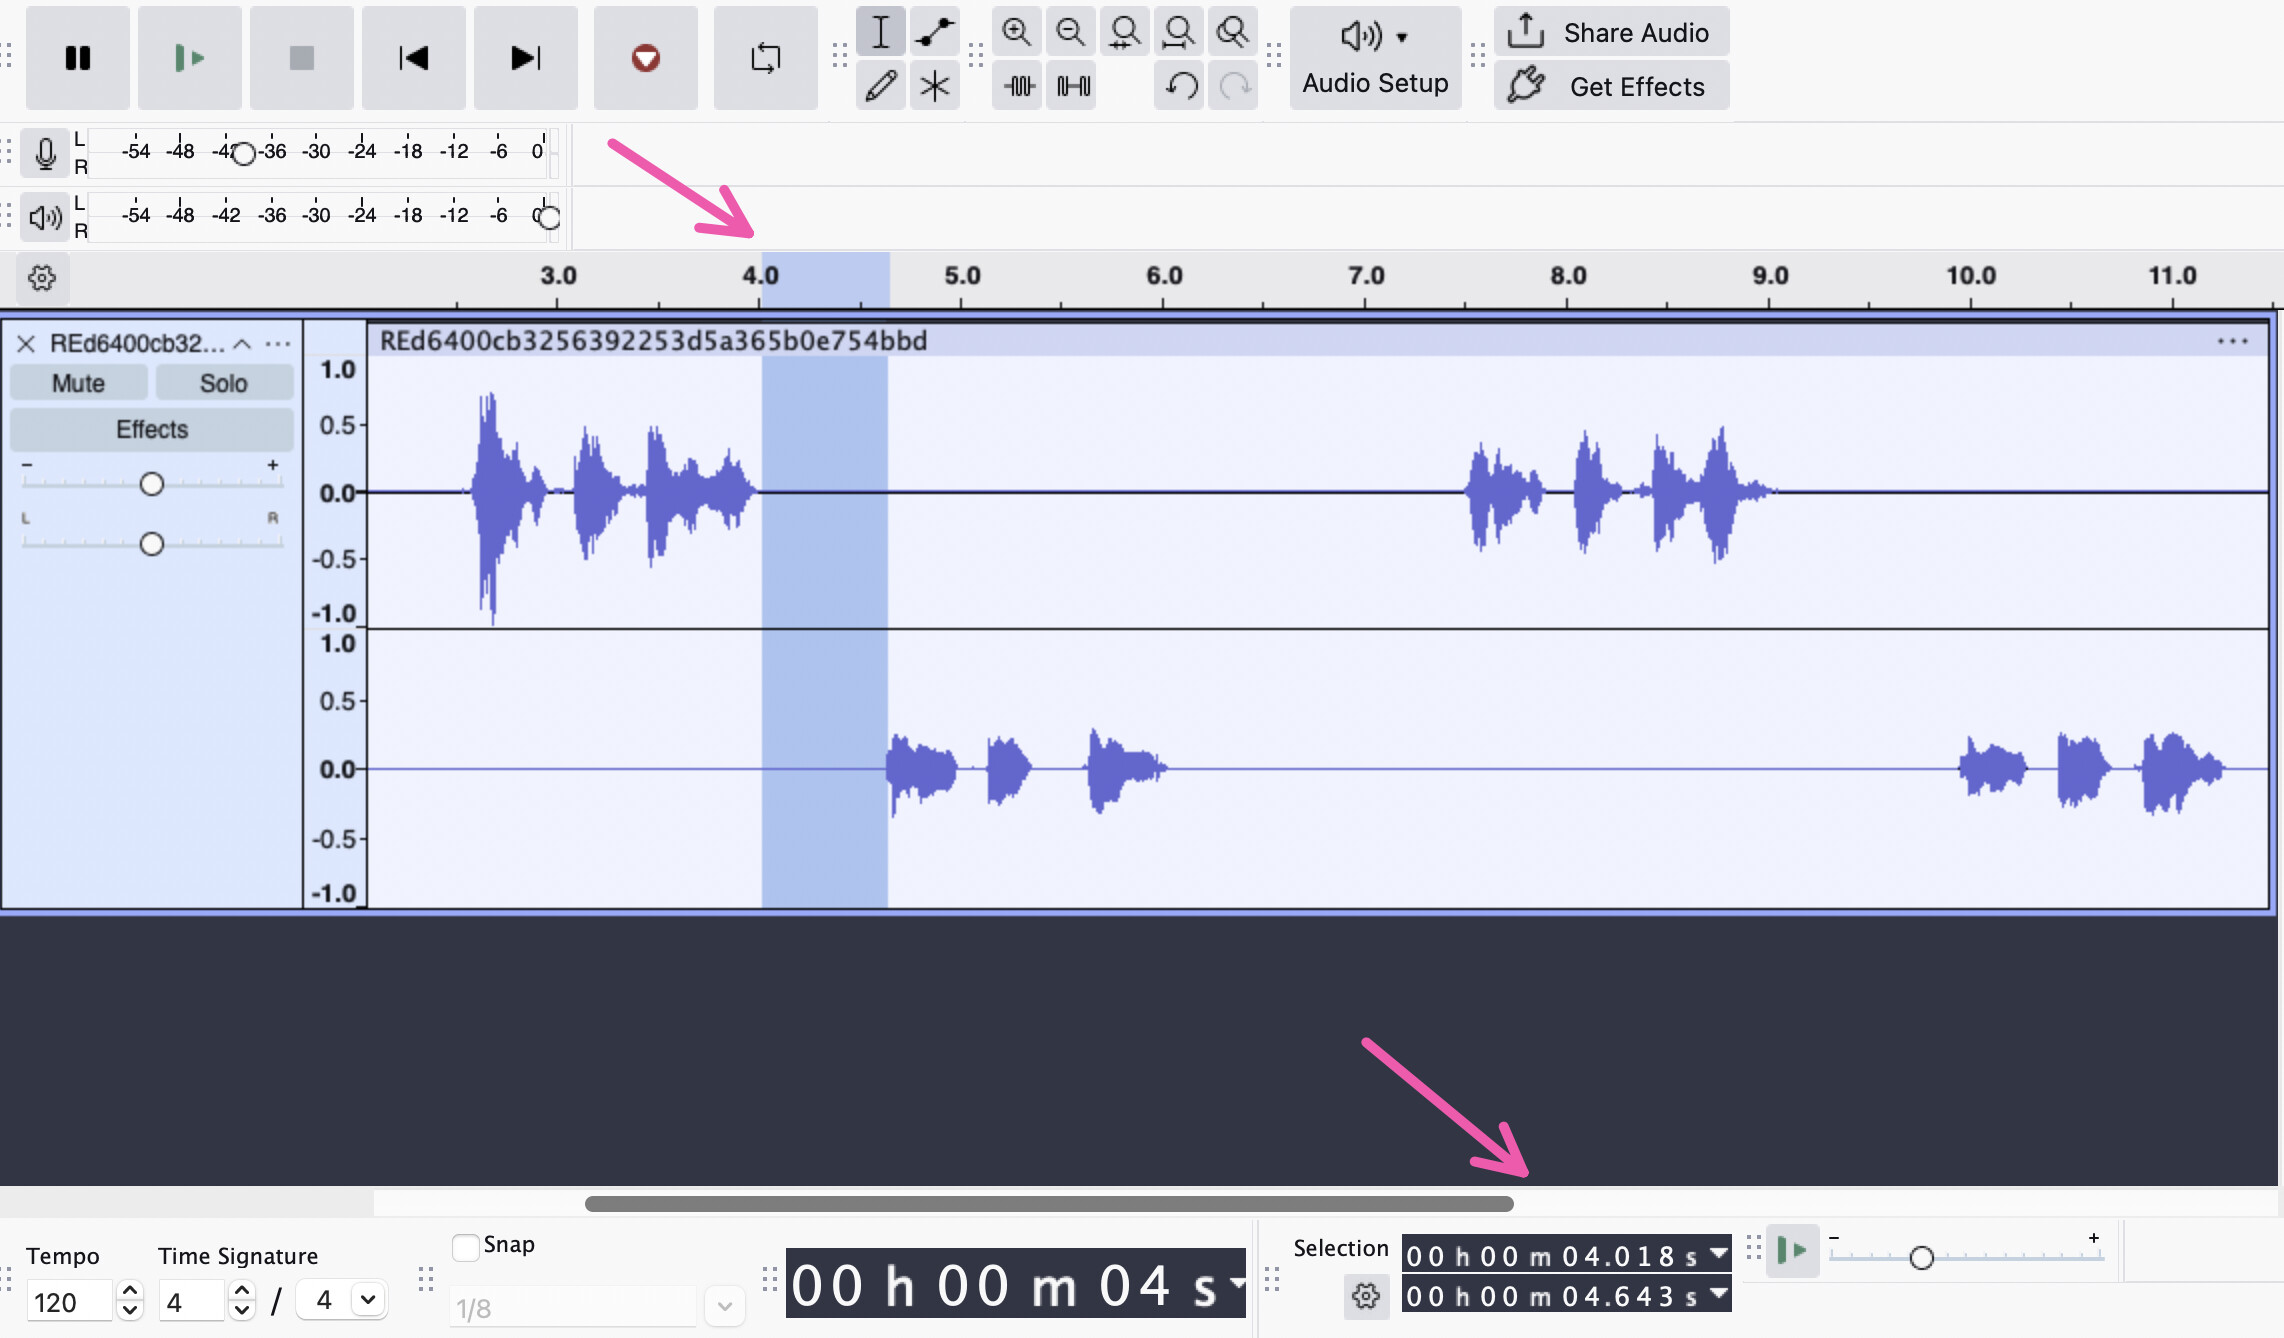 Share Audio
Audio Setup
Get Effects
L
R
-54 -48 -42 -36 -30 -24 -18 -12 -6 0
L
R
-54 -48 -42 -36 -30 -24 -18 -12 -6 0
3.0 4.0 5.0 6.0 7.0 8.0 9.0 10.0 11.0
REd6400cb32...
REd6400cb3256392253d5a365b0e754bbd
Mute Solo
Effects
- +
L R
1.0
0.5
0.0
-0.5
-1.0
1.0
0.5
0.0
-0.5
-1.0
Tempo
120
Time Signature
4 / 4
Snap
1/8
00 h 00 m 04 s
Selection
00 h 00 m 04.018 s
00 h 00 m 04.643 s
- +